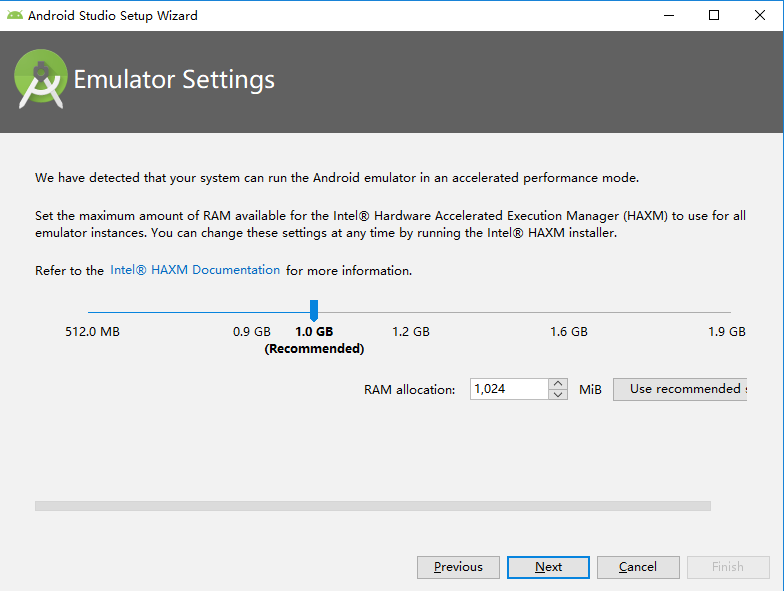 Android Studio Setup Wizard
Emulator Settings
We have detected that your system can run the Android emulator in an accelerated performance mode.
Set the maximum amount of RAM available for the Intel® Hardware Accelerated Execution Manager (HAXM) to use for all
emulator instances. You can change these settings at any time by running the Intel® HAXM installer.
Refer to the Intel® HAXM Documentation for more information.
512.0 MB 0.9 GB 1.0 GB 1.2 GB 1.6 GB 1.9 GB
(Recommended)
RAM allocation: 1,024 MiB Use recommended
Previous Next Cancel Finish